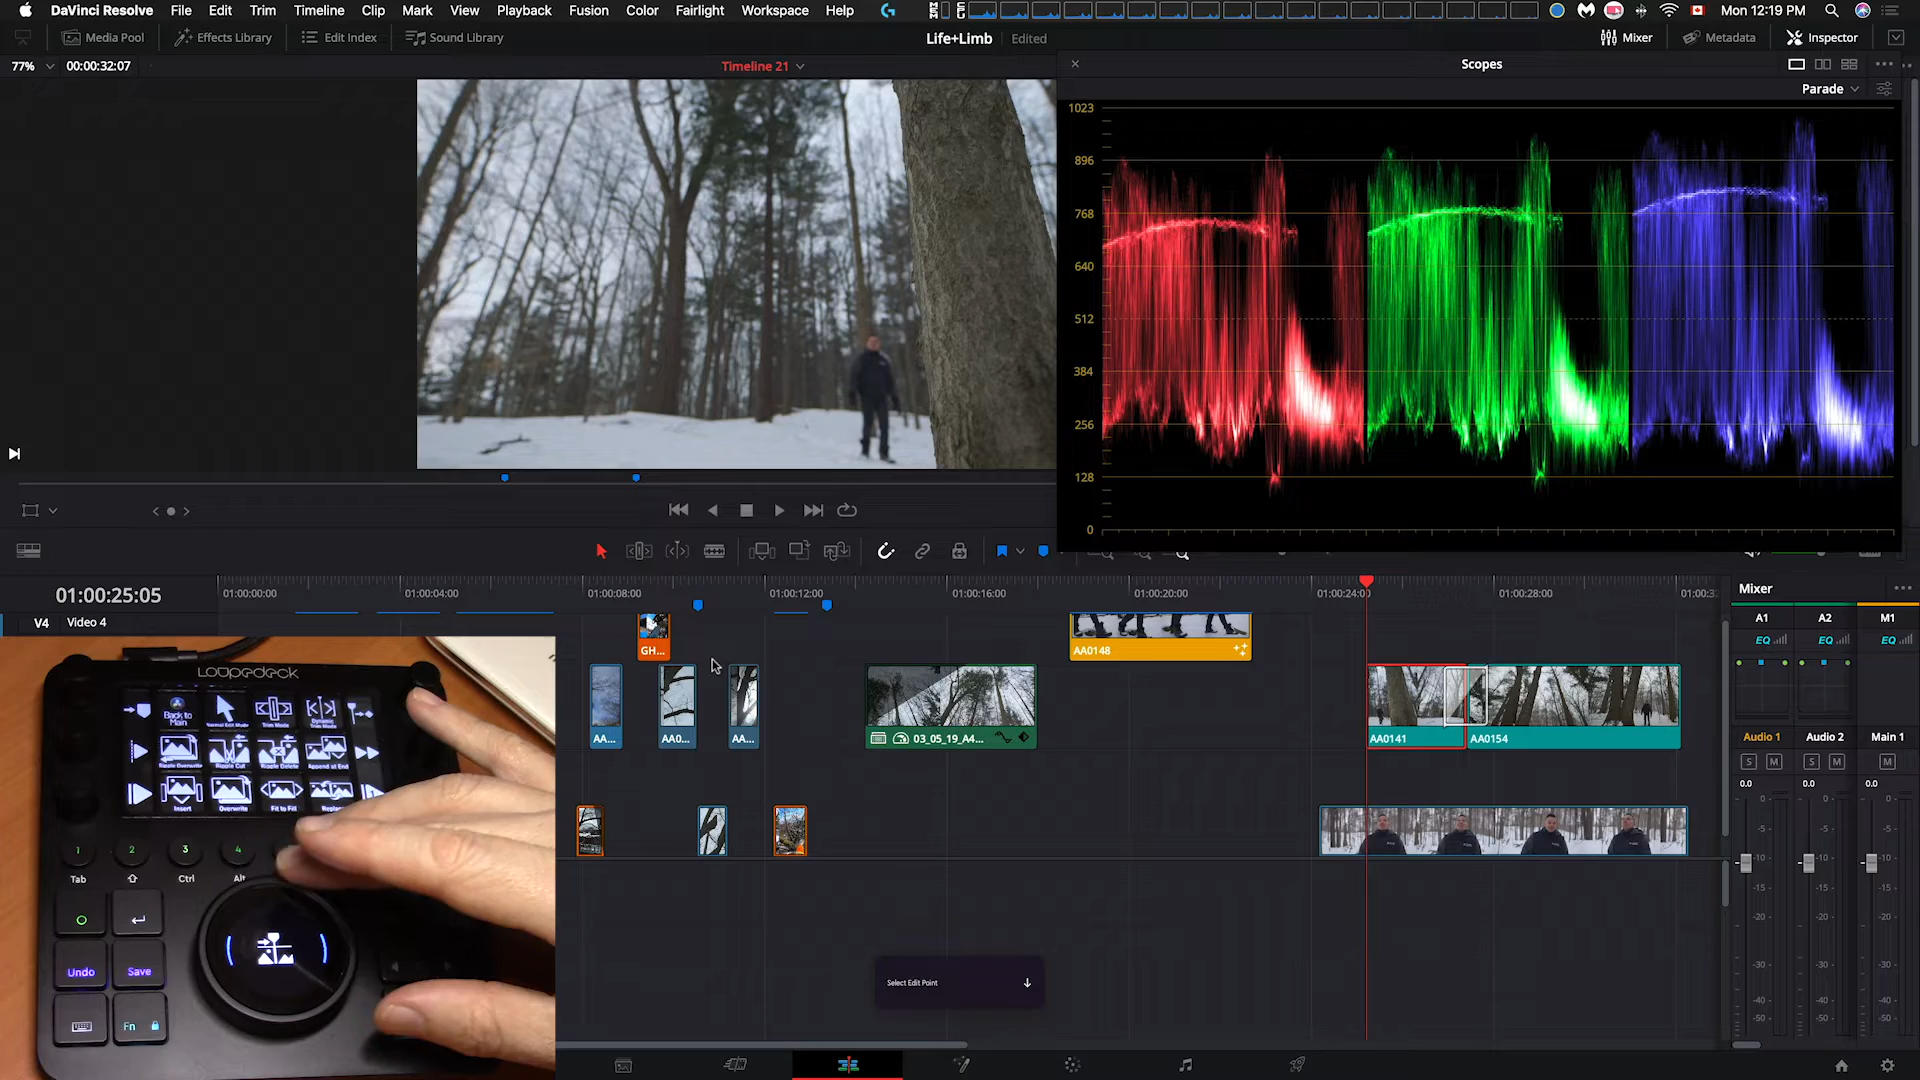 DaVinci Resolve File Edit Trim Timeline Clip Mark View Playback Fusion Color Fairlight Workspace Help
Mon 12:19 PM
Media Pool Effects Library Edit Index Sound Library
Life+Limb Edited
Mixer Metadata Inspector
77% 00:00:32:07
Timeline 21
Scopes
Parade
1023
896
768
640
512
384
256
128
0
01:00:25:05
01:00:00:00 01:00:04:00 01:00:08:00 01:00:12:00 01:00:16:00 01:00:20:00 01:00:24:00 01:00:28:00
V4 Video 4
GH...
AA0148
AA... AA0... AA...
03_05_19_A4...
AA0141
AA0154
Select Edit Point
Mixer
A1 A2 M1
EQ EQ EQ
Audio 1 Audio 2 Main 1
S M S M M
0.0 0.0 0.0
0 0 0
-5 -5 -5
-10 -10 -10
-15 -15 -15
-20 -20 -20
-30 -30 -30
-40 -40 -40
-50 -50 -50
Loupedeck
Back to Main
Normal Edit Mode
Trim Mode
Dynamic Trim Mode
Ripple Overwrite
Ripple Cut
Ripple Delete
Append at End
Insert
Overwrite
Fit to Fill
1 2 3 4
Tab Ctrl Alt
Undo Save
Fn